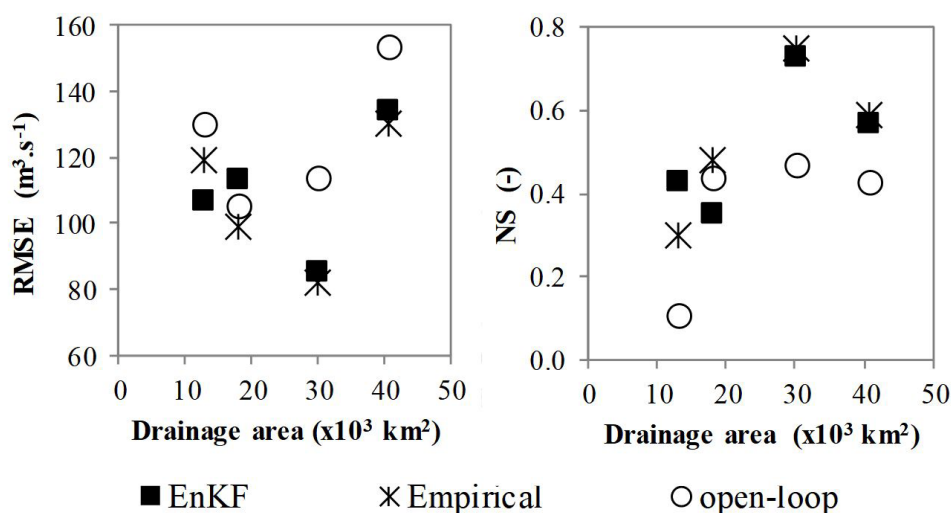 160
140
120
100
80
60
RMSE (m³.s⁻¹)
0 10 20 30 40 50
Drainage area (x10³ km²)
0.8
0.6
0.4
0.2
0.0
NS (-)
0 10 20 30 40 50
Drainage area (x10³ km²)
EnKF Empirical open-loop